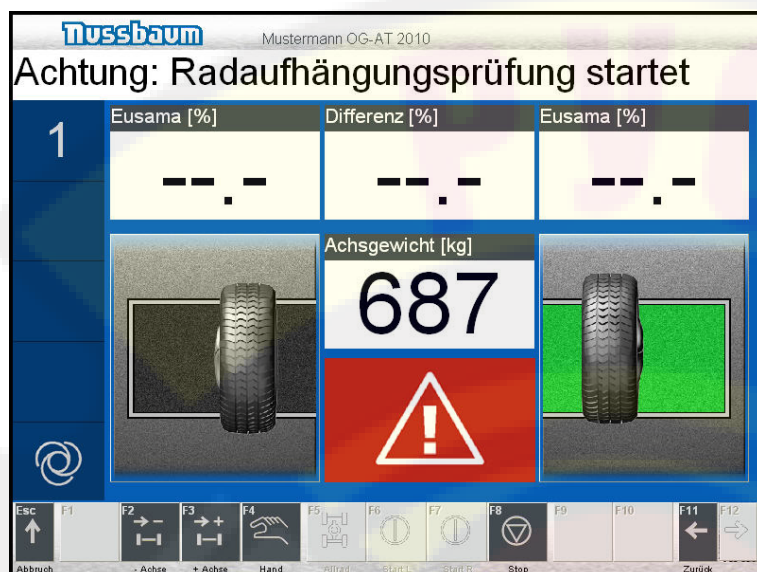 nussbaum
Mustermann OG-AT 2010
Achtung: Radaufhängungsprüfung startet
1
Eusama [%]
Differenz [%]
Eusama [%]
--.-
--.-
--.-
Achsgewicht [kg]
687
Esc F1 F2 F3 F4 F5 F6 F7 F8 F9 F10 F11 F12
Abbruch - Achse + Achse Hand Allrad Start L Start R Stop Zurück